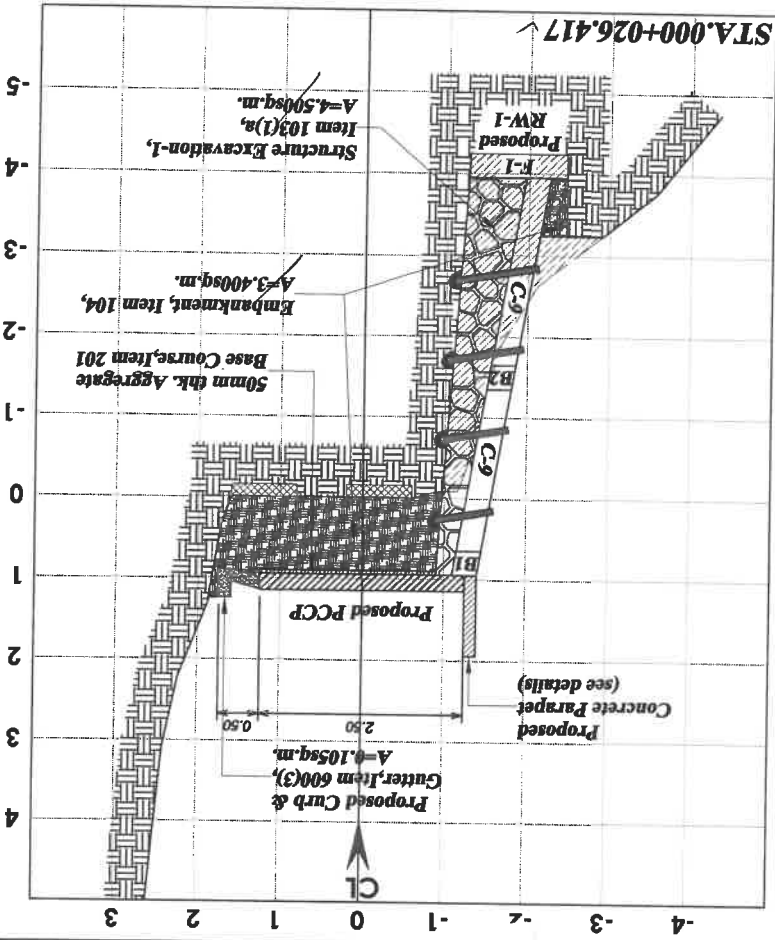 -4 -3 -2 -1 0 1 2 3
CL
4
3
2
1
0
-1
-2
-3
-4
-5
Proposed Curb &
Gutter,Item 600(3),
A=0.105sq.m.
2.50
0.50
Proposed
Concrete Parapet
(see details)
Proposed PCCP
B1
C-9
B2
C-9
50mm thk. Aggregate
Base Course,Item 201
Embankment, Item 104,
A=3.400sq.m.
Structure Excavation-1,
Item 103(1)a,
A=4.500sq.m.
F-1
Proposed
RW-1
STA.000+026.417